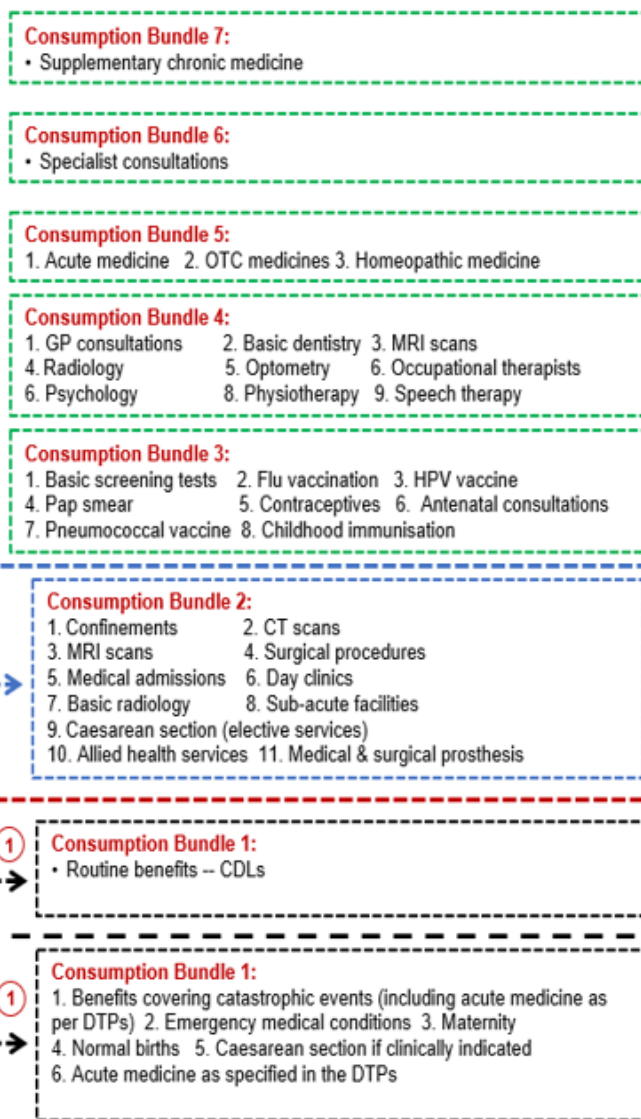 Consumption Bundle 7:
• Supplementary chronic medicine
Consumption Bundle 6:
• Specialist consultations
Consumption Bundle 5:
1. Acute medicine 2. OTC medicines 3. Homeopathic medicine
Consumption Bundle 4:
1. GP consultations 2. Basic dentistry 3. MRI scans
4. Radiology 5. Optometry 6. Occupational therapists
6. Psychology 8. Physiotherapy 9. Speech therapy
Consumption Bundle 3:
1. Basic screening tests 2. Flu vaccination 3. HPV vaccine
4. Pap smear 5. Contraceptives 6. Antenatal consultations
7. Pneumococcal vaccine 8. Childhood immunisation
Consumption Bundle 2:
1. Confinements 2. CT scans
3. MRI scans 4. Surgical procedures
5. Medical admissions 6. Day clinics
7. Basic radiology 8. Sub-acute facilities
9. Caesarean section (elective services)
10. Allied health services 11. Medical & surgical prosthesis
1
Consumption Bundle 1:
• Routine benefits -- CDLs
1
Consumption Bundle 1:
1. Benefits covering catastrophic events (including acute medicine as
per DTPs) 2. Emergency medical conditions 3. Maternity
4. Normal births 5. Caesarean section if clinically indicated
6. Acute medicine as specified in the DTPs